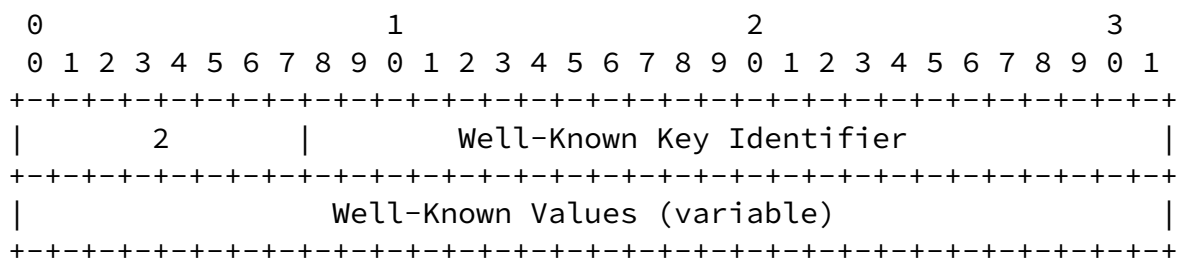 0                   1                   2                   3
 0 1 2 3 4 5 6 7 8 9 0 1 2 3 4 5 6 7 8 9 0 1 2 3 4 5 6 7 8 9 0 1
+-+-+-+-+-+-+-+-+-+-+-+-+-+-+-+-+-+-+-+-+-+-+-+-+-+-+-+-+-+-+-+-+
|       2       |        Well-Known Key Identifier              |
+-+-+-+-+-+-+-+-+-+-+-+-+-+-+-+-+-+-+-+-+-+-+-+-+-+-+-+-+-+-+-+-+
|                 Well-Known Values (variable)                  |
+-+-+-+-+-+-+-+-+-+-+-+-+-+-+-+-+-+-+-+-+-+-+-+-+-+-+-+-+-+-+-+-+